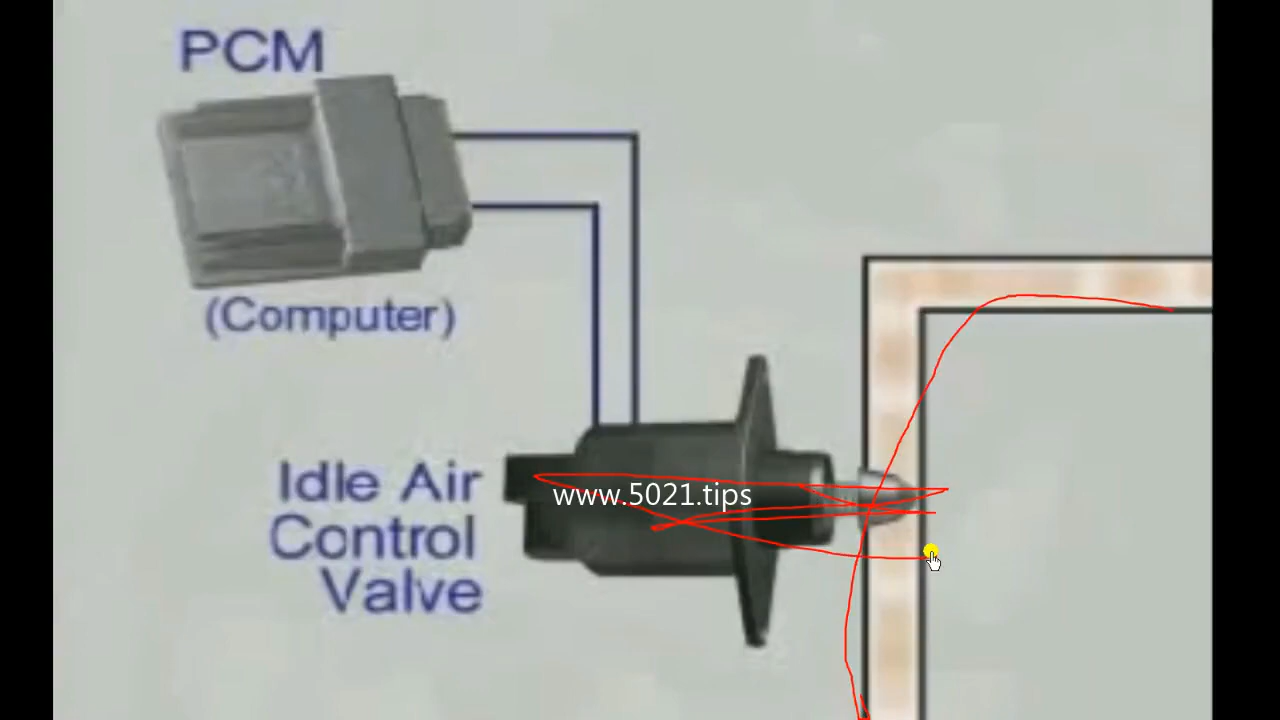 PCM
(Computer)
Idle Air
Control
Valve
www.5021.tips